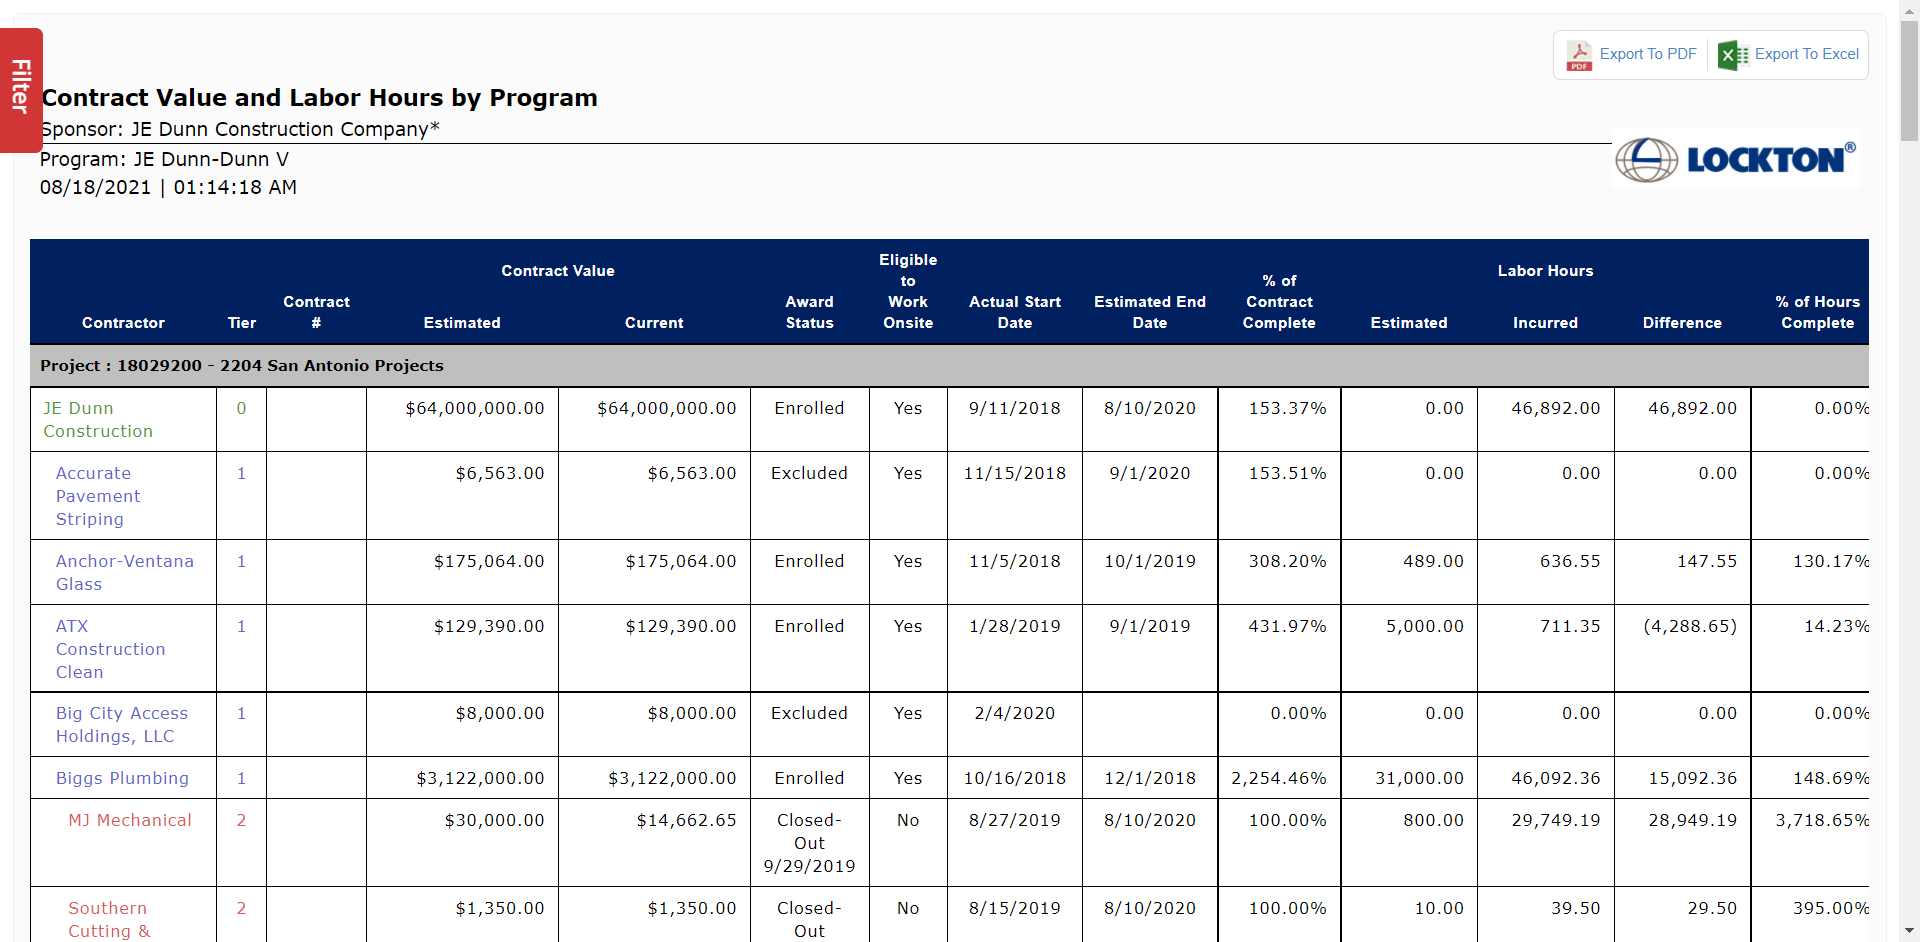 Filter
Export To PDF
Export To Excel
Contract Value and Labor Hours by Program
Sponsor: JE Dunn Construction Company*
Program: JE Dunn-Dunn V
08/18/2021 | 01:14:18 AM
LOCKTON®
Contractor Tier Contract # Contract Value Estimated Current Award Status Eligible to Work Onsite Actual Start Date Estimated End Date % of Contract Complete Labor Hours Estimated Incurred Difference % of Hours Complete
Project : 18029200 - 2204 San Antonio Projects
JE Dunn Construction 0 $64,000,000.00 $64,000,000.00 Enrolled Yes 9/11/2018 8/10/2020 153.37% 0.00 46,892.00 46,892.00 0.00%
Accurate Pavement Striping 1 $6,563.00 $6,563.00 Excluded Yes 11/15/2018 9/1/2020 153.51% 0.00 0.00 0.00 0.00%
Anchor-Ventana Glass 1 $175,064.00 $175,064.00 Enrolled Yes 11/5/2018 10/1/2019 308.20% 489.00 636.55 147.55 130.17%
ATX Construction Clean 1 $129,390.00 $129,390.00 Enrolled Yes 1/28/2019 9/1/2019 431.97% 5,000.00 711.35 (4,288.65) 14.23%
Big City Access Holdings, LLC 1 $8,000.00 $8,000.00 Excluded Yes 2/4/2020 0.00% 0.00 0.00 0.00 0.00%
Biggs Plumbing 1 $3,122,000.00 $3,122,000.00 Enrolled Yes 10/16/2018 12/1/2018 2,254.46% 31,000.00 46,092.36 15,092.36 148.69%
MJ Mechanical 2 $30,000.00 $14,662.65 Closed-Out 9/29/2019 No 8/27/2019 8/10/2020 100.00% 800.00 29,749.19 28,949.19 3,718.65%
Southern Cutting & 2 $1,350.00 $1,350.00 Closed-Out No 8/15/2019 8/10/2020 100.00% 10.00 39.50 29.50 395.00%